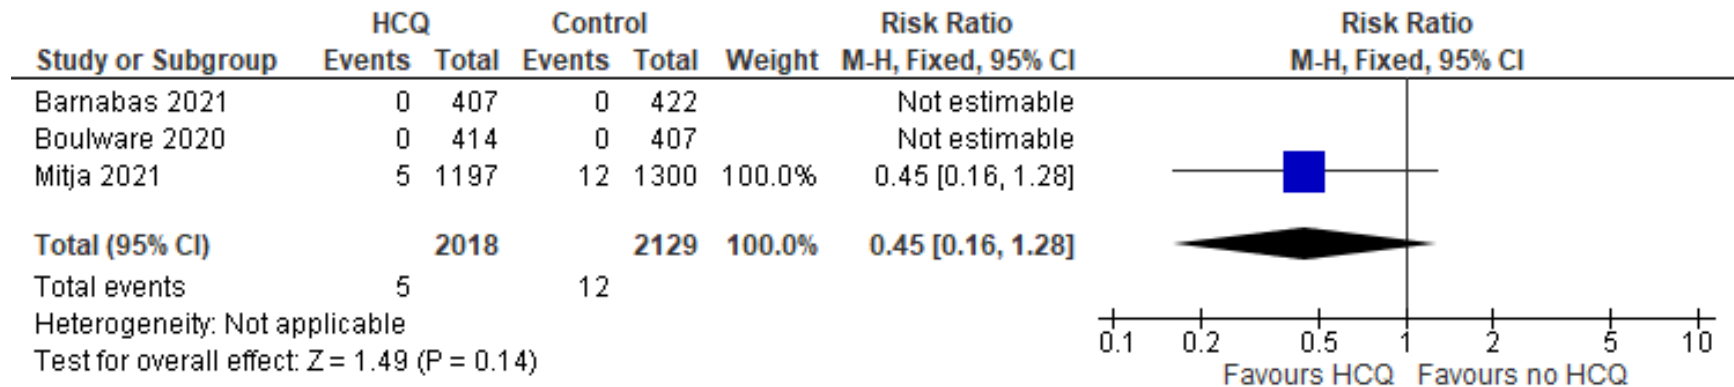 HCQ Control Risk Ratio Risk Ratio
Study or Subgroup Events Total Events Total Weight M-H, Fixed, 95% CI M-H, Fixed, 95% CI
Barnabas 2021 0 407 0 422 Not estimable
Boulware 2020 0 414 0 407 Not estimable
Mitja 2021 5 1197 12 1300 100.0% 0.45 [0.16, 1.28]
Total (95% CI) 2018 2129 100.0% 0.45 [0.16, 1.28]
Total events 5 12
Heterogeneity: Not applicable
Test for overall effect: Z = 1.49 (P = 0.14)
0.1 0.2 0.5 1 2 5 10
Favours HCQ Favours no HCQ